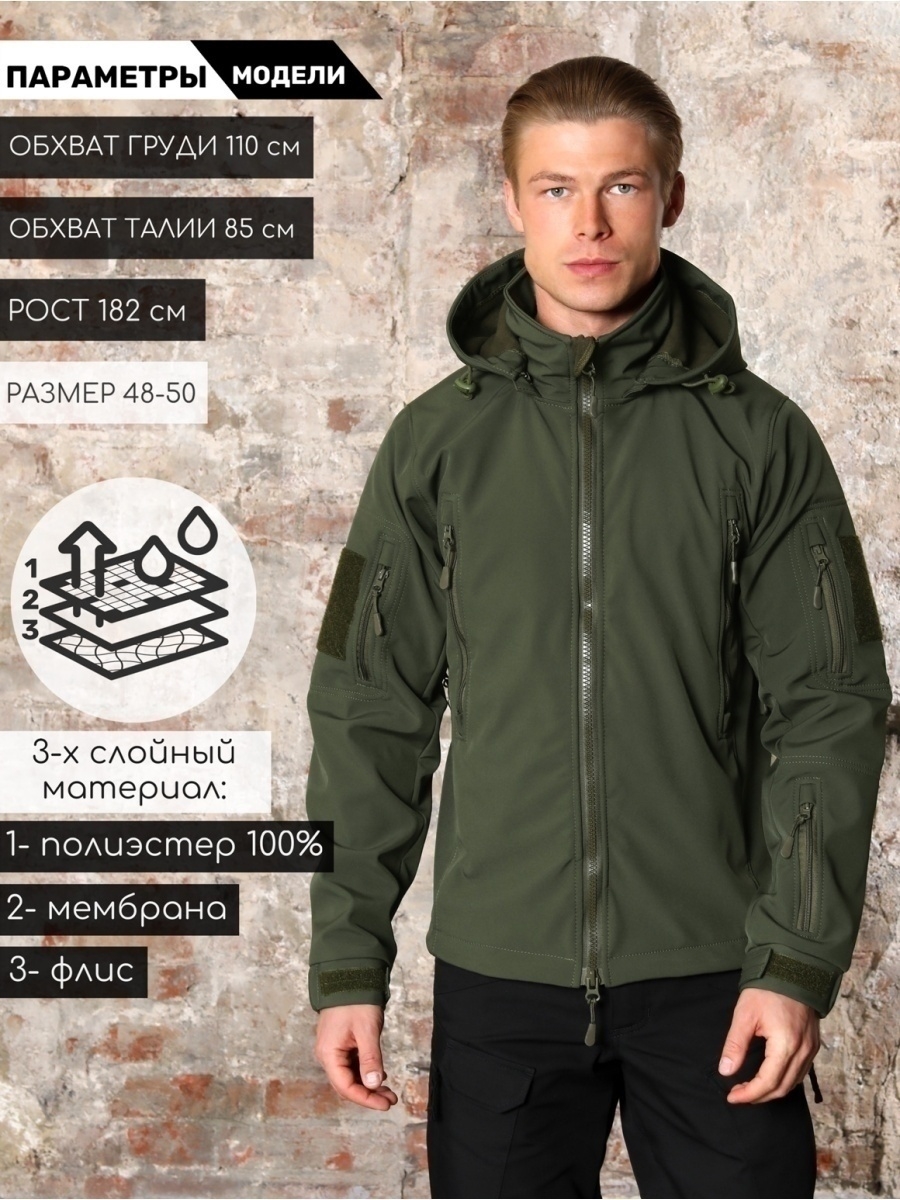 ПАРАМЕТРЫ МОДЕЛИ
ОБХВАТ ГРУДИ 110 см
ОБХВАТ ТАЛИИ 85 см
РОСТ 182 см
РАЗМЕР 48-50
1
2
3
3-х слойный
материал:
1- полиэстер 100%
2- мембрана
3- флис